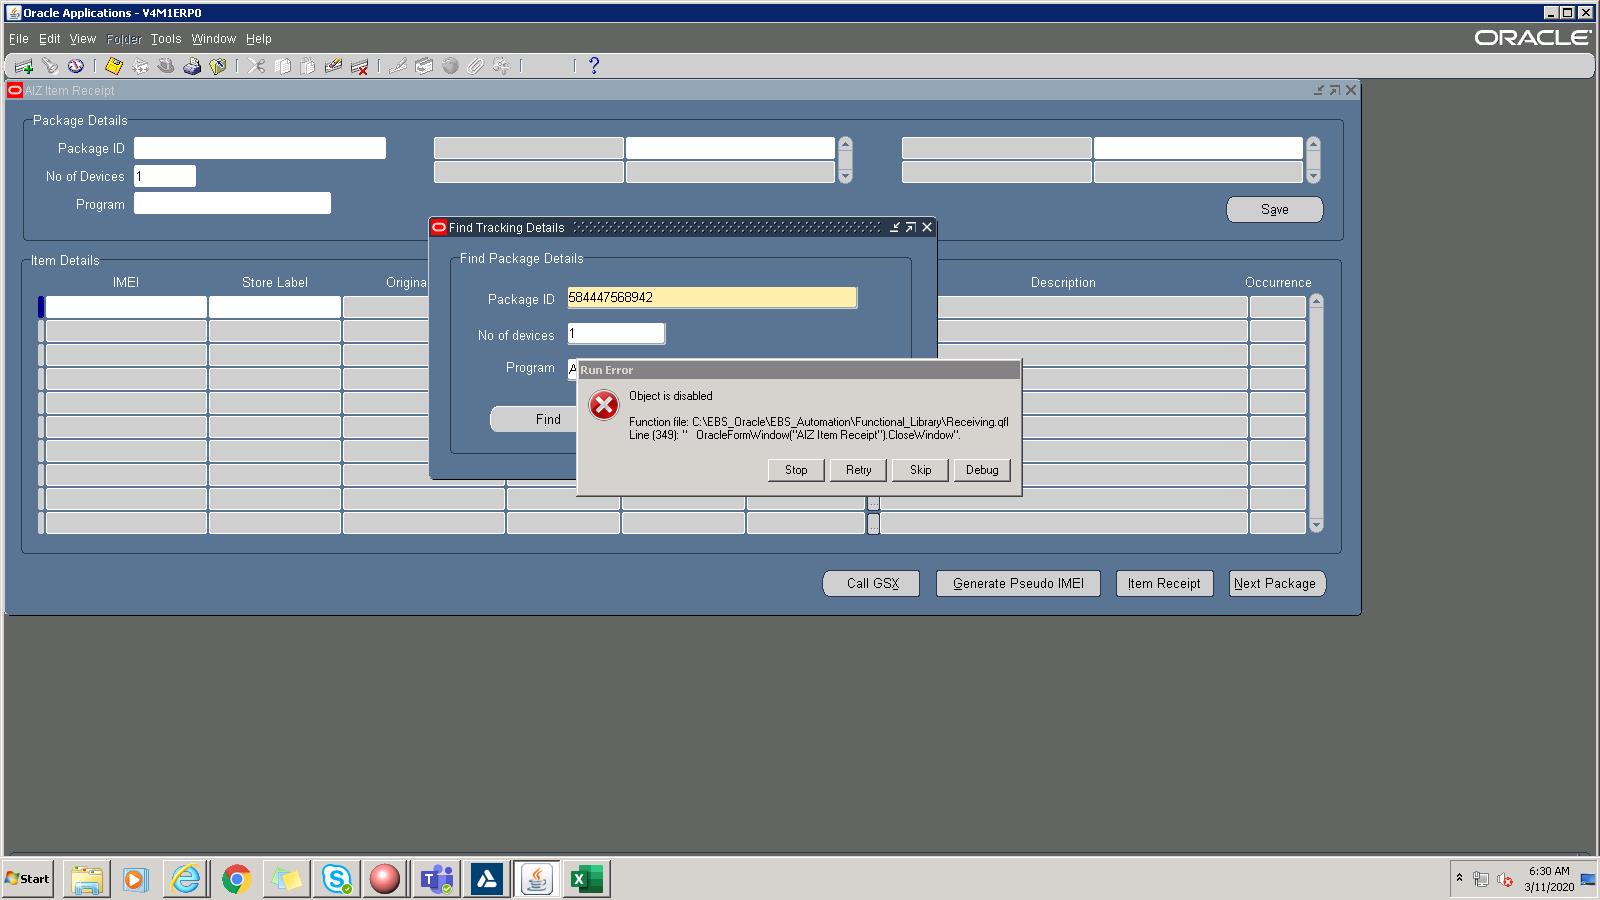 Oracle Applications - V4M1ERP0
File Edit View Folder Tools Window Help
ORACLE
AIZ Item Receipt
Package Details
Package ID
No of Devices 1
Program
Save
Find Tracking Details
Find Package Details
Package ID 584447568942
No of devices 1
Program A
Find
Item Details
IMEI Store Label Origina Description Occurrence
Run Error
Object is disabled
Function file: C:\EBS_Oracle\EBS_Automation\Functional_Library\Receiving.qfl
Line (349): "   OracleFormWindow("AIZ Item Receipt").CloseWindow".
Stop Retry Skip Debug
Call GSX Generate Pseudo IMEI Item Receipt Next Package
Start
6:30 AM
3/11/2020